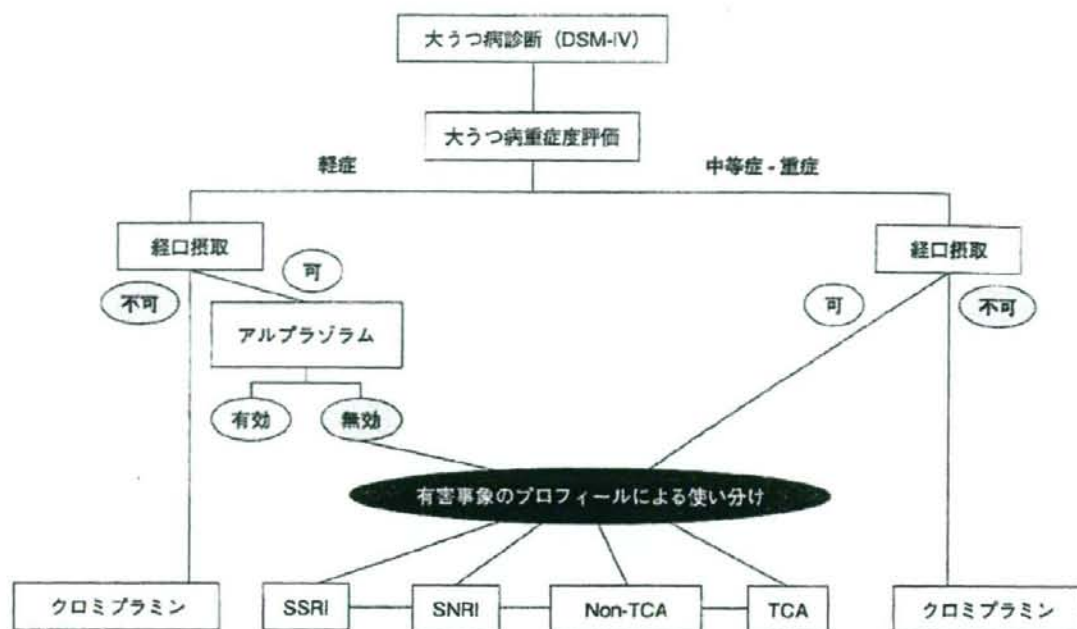 大うつ病診断（DSM-IV）
大うつ病重症度評価
軽症
中等症 - 重症
経口摂取
経口摂取
可
不可
可
不可
アルプラゾラム
有効
無効
有害事象のプロフィールによる使い分け
クロミプラミン
SSRI
SNRI
Non-TCA
TCA
クロミプラミン